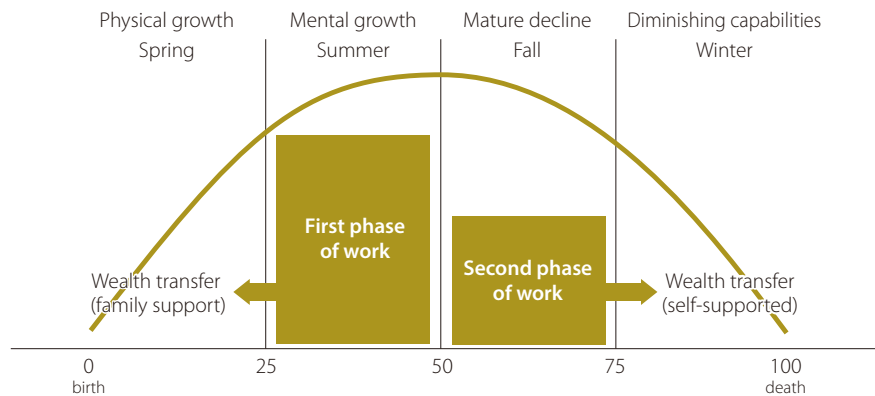 Physical growth
Spring
Mental growth
Summer
Mature decline
Fall
Diminishing capabilities
Winter
First phase
of work
Second phase
of work
Wealth transfer
(family support)
Wealth transfer
(self-supported)
0
birth
25
50
75
100
death